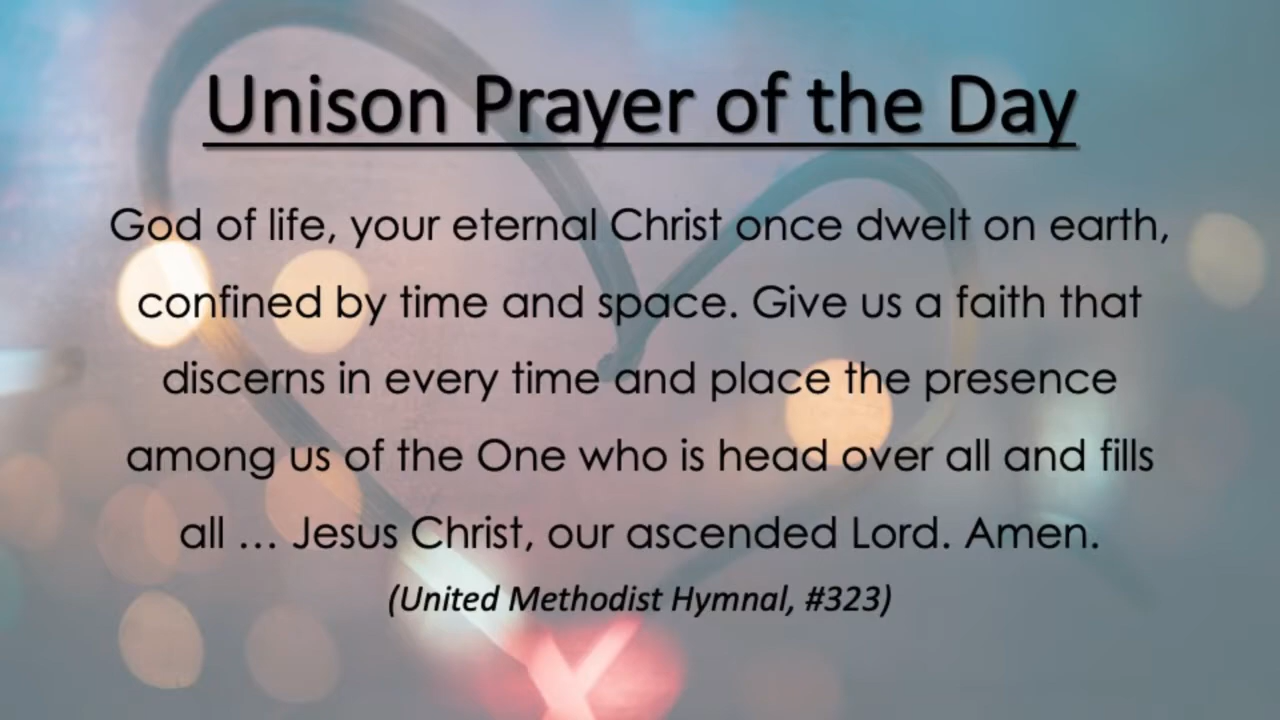 Unison Prayer of the Day
God of life, your eternal Christ once dwelt on earth,
confined by time and space. Give us a faith that
discerns in every time and place the presence
among us of the One who is head over all and fills
all … Jesus Christ, our ascended Lord. Amen.
(United Methodist Hymnal, #323)